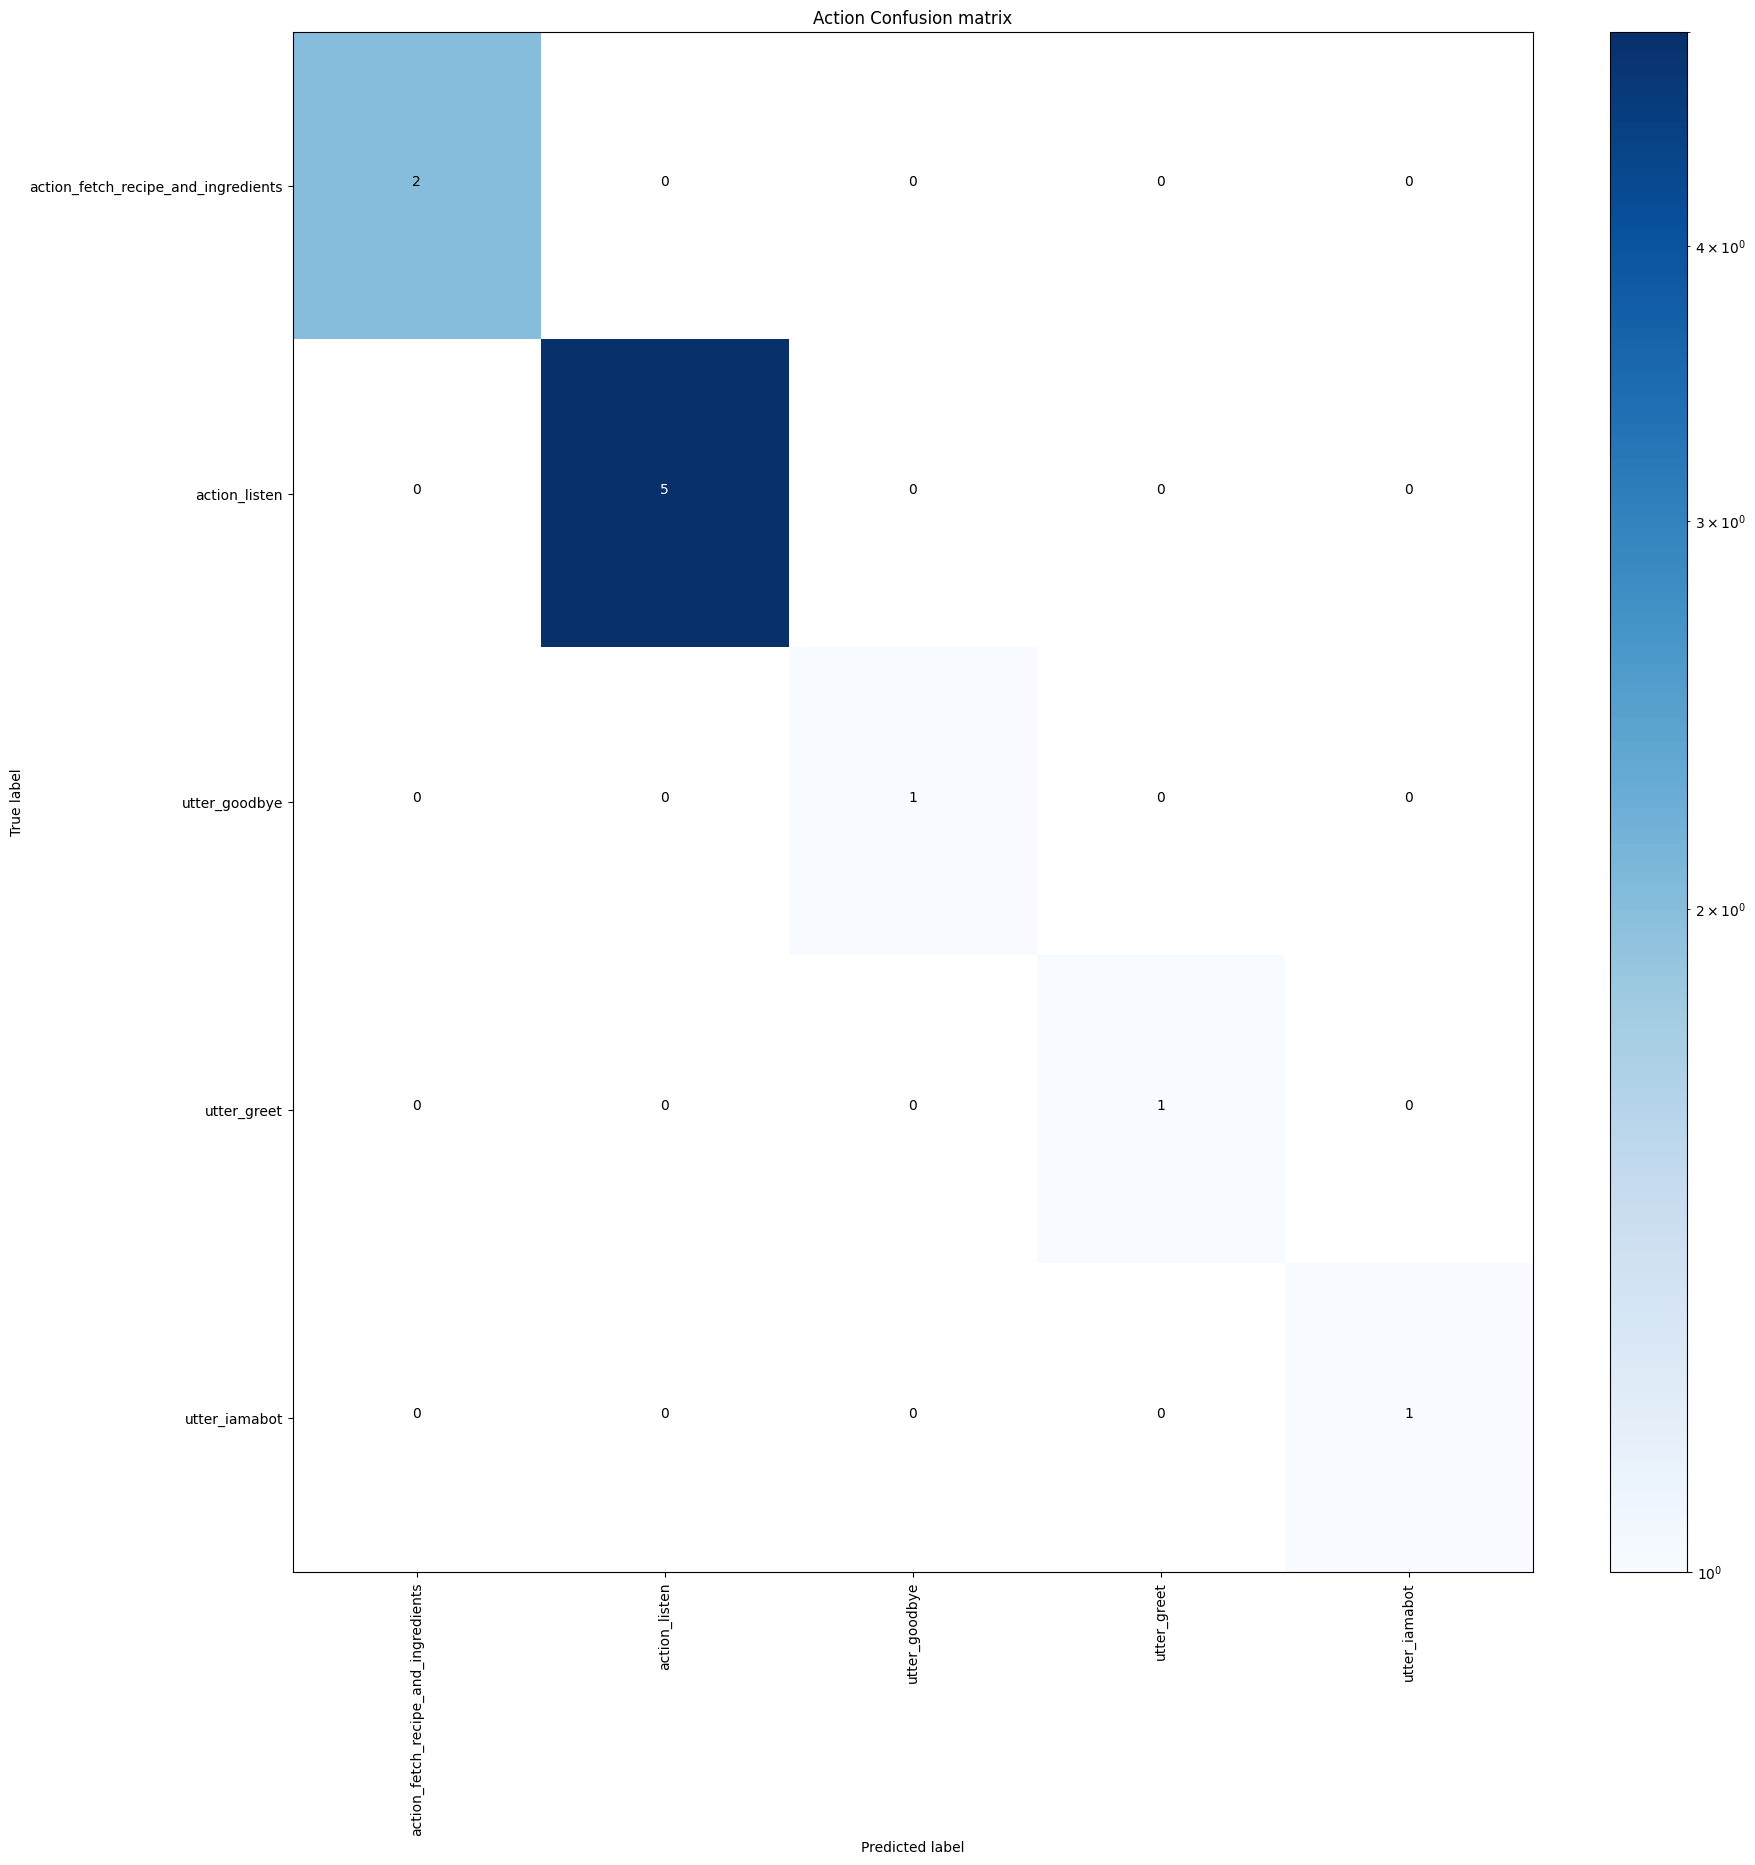 Action Confusion matrix
True label
action_fetch_recipe_and_ingredients
2 0 0 0 0
action_listen
0 5 0 0 0
utter_goodbye
0 0 1 0 0
utter_greet
0 0 0 1 0
utter_iamabot
0 0 0 0 1
action_fetch_recipe_and_ingredients
action_listen
utter_goodbye
utter_greet
utter_iamabot
Predicted label
4 × 10⁰
3 × 10⁰
2 × 10⁰
10⁰